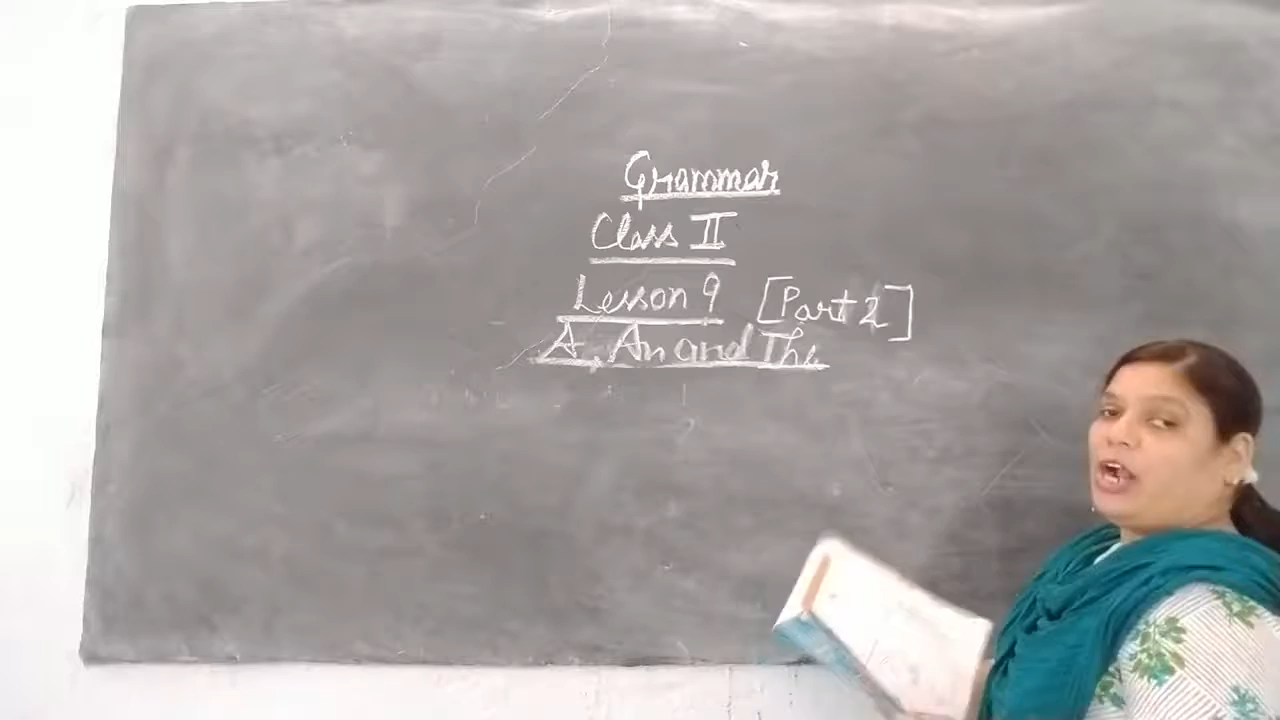 Grammar
Class II
Lesson 9 [Part 2]
A, An and The